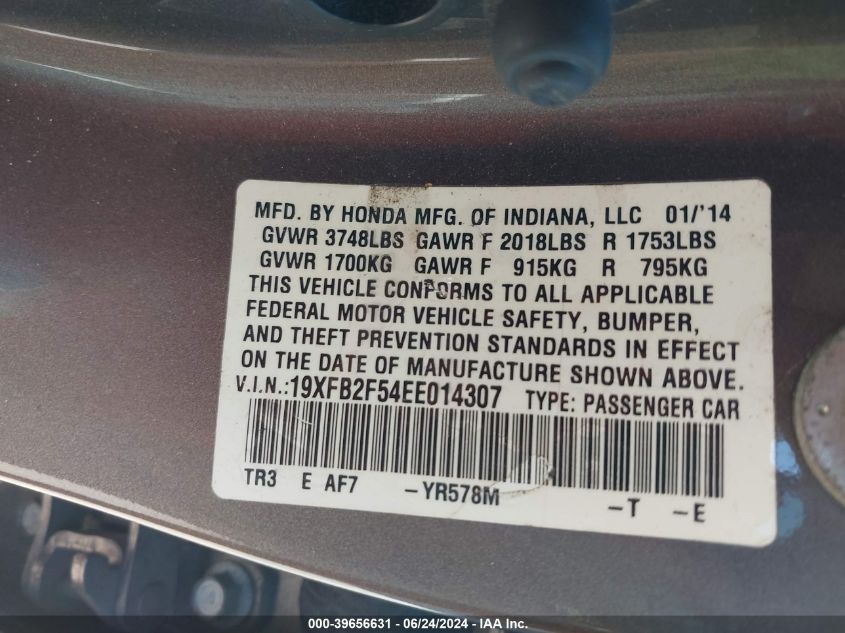 MFD. BY HONDA MFG. OF INDIANA, LLC 01/'14
GVWR 3748LBS GAWR F 2018LBS R 1753LBS
GVWR 1700KG GAWR F 915KG R 795KG
THIS VEHICLE CONFORMS TO ALL APPLICABLE
FEDERAL MOTOR VEHICLE SAFETY, BUMPER,
AND THEFT PREVENTION STANDARDS IN EFFECT
ON THE DATE OF MANUFACTURE SHOWN ABOVE.
V.I.N.:19XFB2F54EE014307 TYPE: PASSENGER CAR
TR3 E AF7 -YR578M -T -E
000-39656631 - 06/24/2024 - IAA Inc.